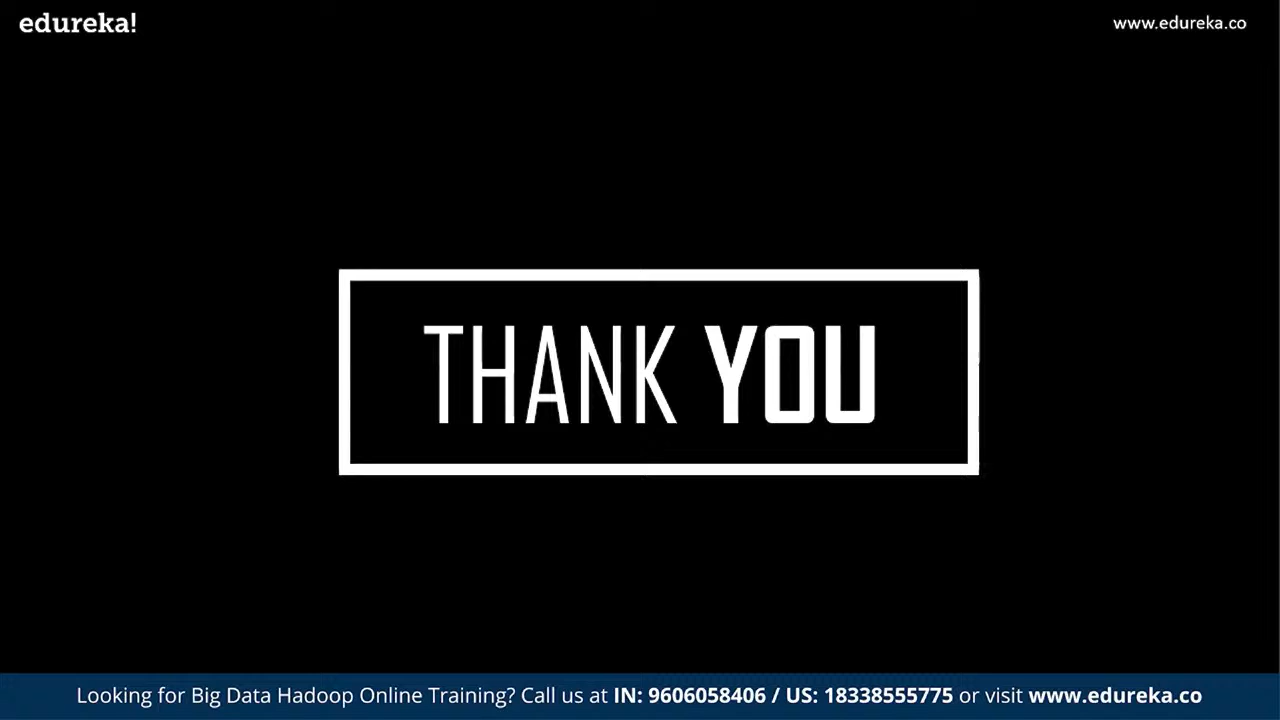 edureka!
www.edureka.co
THANK YOU
Looking for Big Data Hadoop Online Training? Call us at IN: 9606058406 / US: 18338555775 or visit www.edureka.co